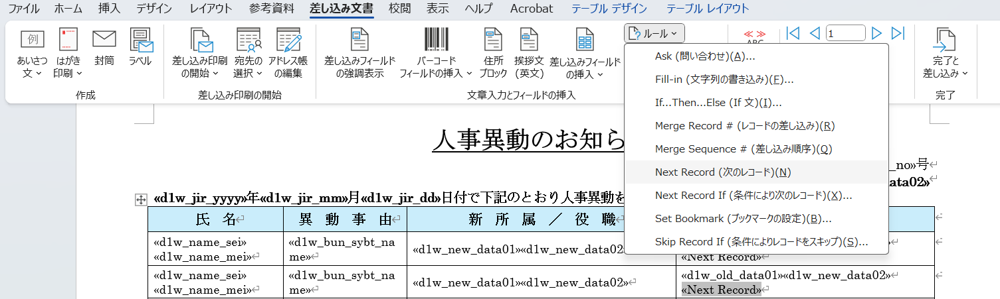 ファイル ホーム 挿入 デザイン レイアウト 参考資料 差し込み文書 校閲 表示 ヘルプ Acrobat テーブル デザイン テーブル レイアウト
例
あいさつ文
はがき印刷
封筒
ラベル
作成
差し込み印刷の開始
宛先の選択
アドレス帳の編集
差し込み印刷の開始
差し込みフィールドの強調表示
バーコード フィールドの挿入
住所ブロック
挨拶文(英文)
差し込みフィールドの挿入
文章入力とフィールドの挿入
ルール
Ask (問い合わせ)(A)...
Fill-in (文字列の書き込み)(F)...
If...Then...Else (If 文)(I)...
Merge Record # (レコードの差し込み)(R)
Merge Sequence # (差し込み順序)(Q)
Next Record (次のレコード)(N)
Next Record If (条件により次のレコード)(X)...
Set Bookmark (ブックマークの設定)(B)...
Skip Record If (条件によりレコードをスキップ)(S)...
≪ ≫
ABC
1
完了と差し込み
完了
人事異動のお知ら
_no»号
ata02»
«d1w_jir_yyyy»年«d1w_jir_mm»月«d1w_jir_dd»日付で下記のとおり人事異動を
氏 名 異 動 事 由 新 所 属 ／ 役 職
«d1w_name_sei»
«d1w_name_mei»
«d1w_bun_sybt_na
me»
«d1w_new_data01»«d1w_new_data02»
«Next Record»
«d1w_name_sei»
«d1w_name_mei»
«d1w_bun_sybt_na
me»
«d1w_new_data01»«d1w_new_data02»
«d1w_old_data01»«d1w_new_data02»
«Next Record»